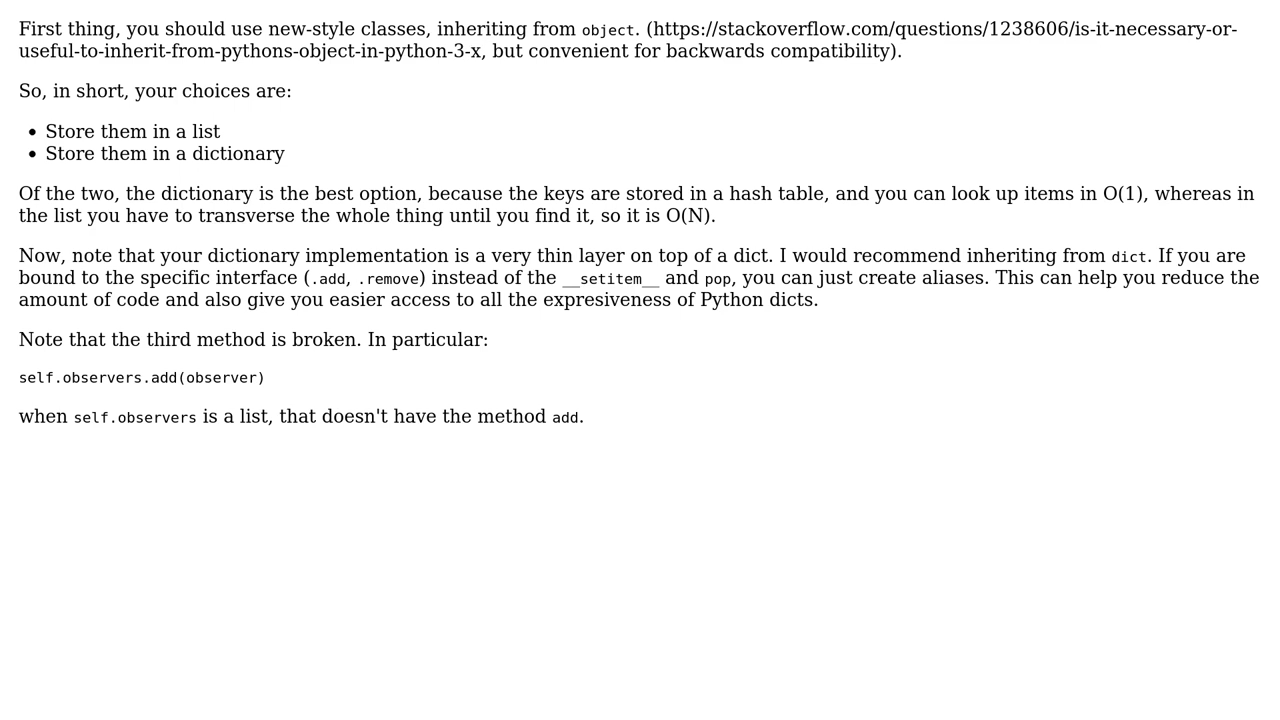 First thing, you should use new-style classes, inheriting from object. (https://stackoverflow.com/questions/1238606/is-it-necessary-or-
useful-to-inherit-from-pythons-object-in-python-3-x, but convenient for backwards compatibility).
So, in short, your choices are:
• Store them in a list
• Store them in a dictionary
Of the two, the dictionary is the best option, because the keys are stored in a hash table, and you can look up items in O(1), whereas in
the list you have to transverse the whole thing until you find it, so it is O(N).
Now, note that your dictionary implementation is a very thin layer on top of a dict. I would recommend inheriting from dict. If you are
bound to the specific interface (.add, .remove) instead of the __setitem__ and pop, you can just create aliases. This can help you reduce the
amount of code and also give you easier access to all the expresiveness of Python dicts.
Note that the third method is broken. In particular:
self.observers.add(observer)
when self.observers is a list, that doesn't have the method add.